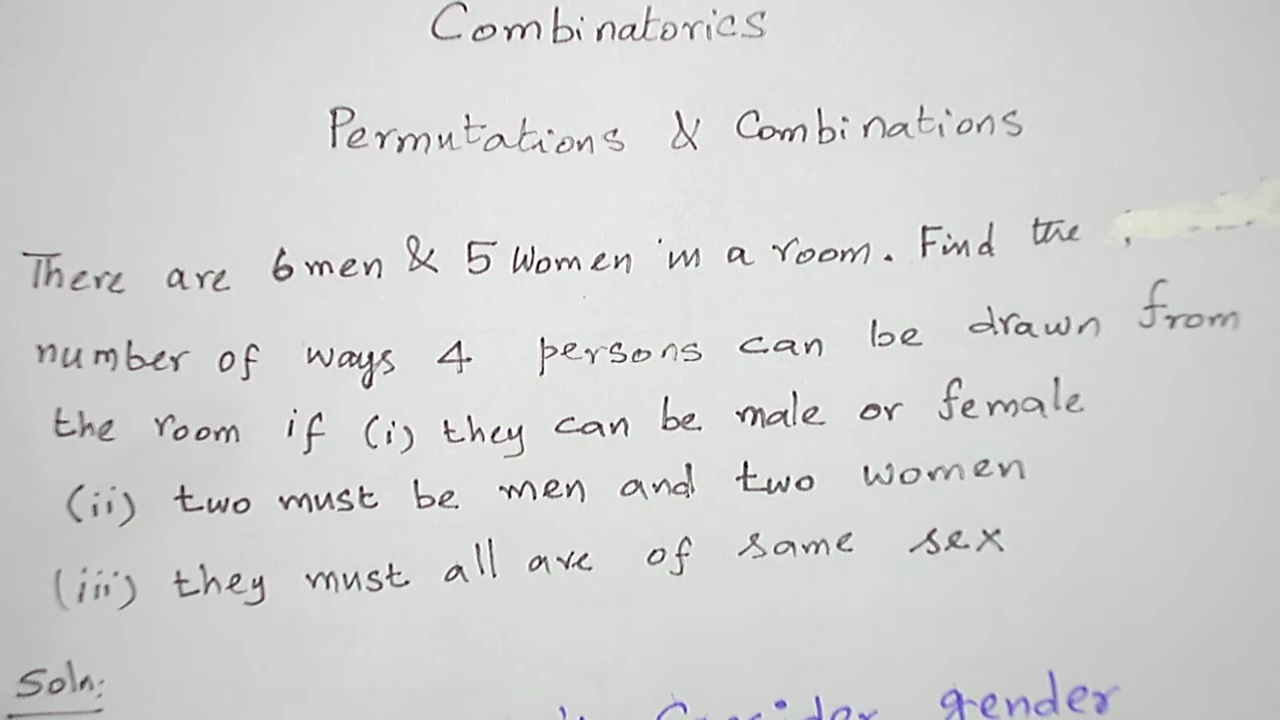 Combinatorics
Permutations & Combinations
There are 6 men & 5 Women in a room. Find the
number of ways 4 persons can be drawn from
the room if (i) they can be male or female
(ii) two must be men and two women
(iii) they must all are of same sex
Soln:
Consider gender